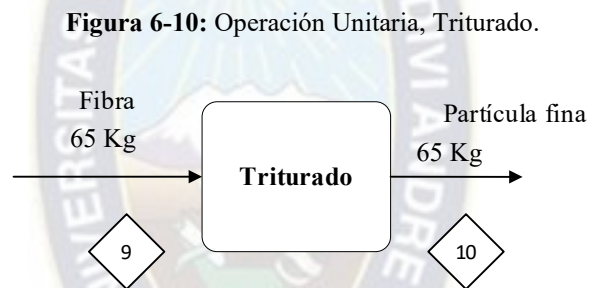 Figura 6-10: Operación Unitaria, Triturado.
Fibra
65 Kg
Triturado
Partícula fina
65 Kg
9
10